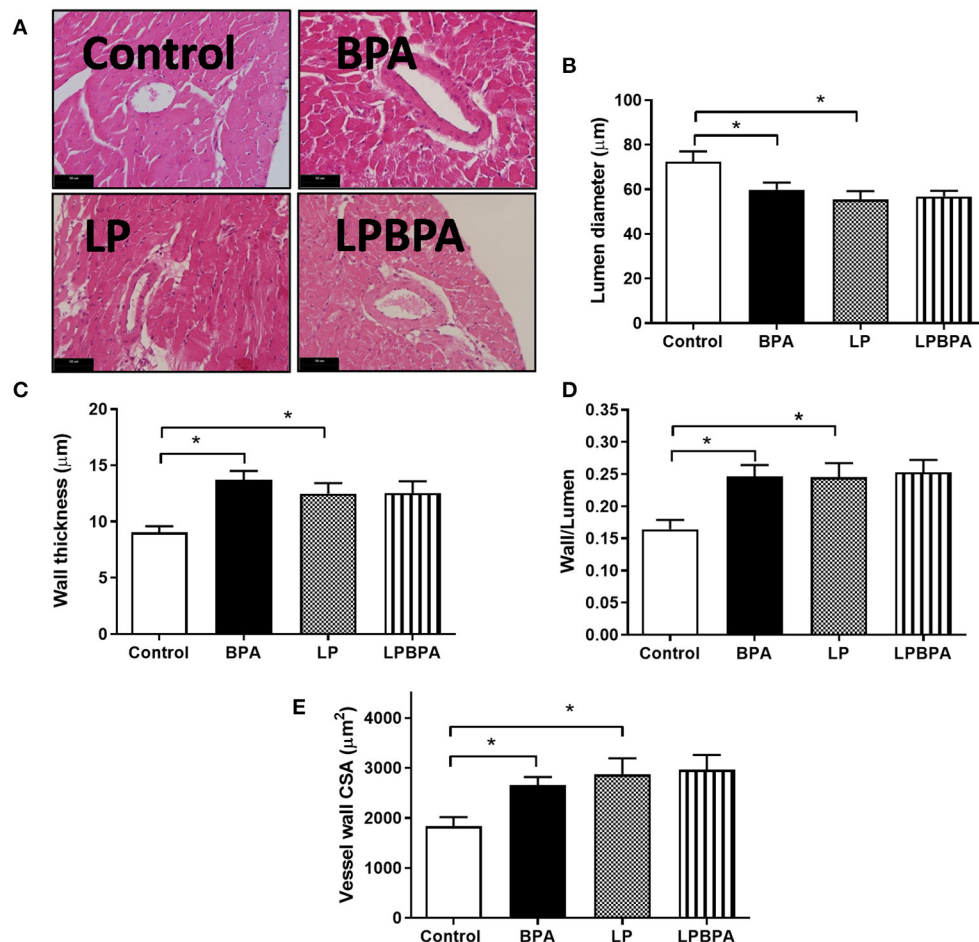 A
Control
BPA
LP
LPBPA
B
Lumen diameter (μm)
100
80
60
40
20
0
*
*
Control BPA LP LPBPA
C
Wall thickness (μm)
20
15
10
5
0
*
*
Control BPA LP LPBPA
D
Wall/Lumen
0.35
0.30
0.25
0.20
0.15
0.10
0.05
0.00
*
*
Control BPA LP LPBPA
E
Vessel wall CSA (μm²)
4000
3000
2000
1000
0
*
*
Control BPA LP LPBPA